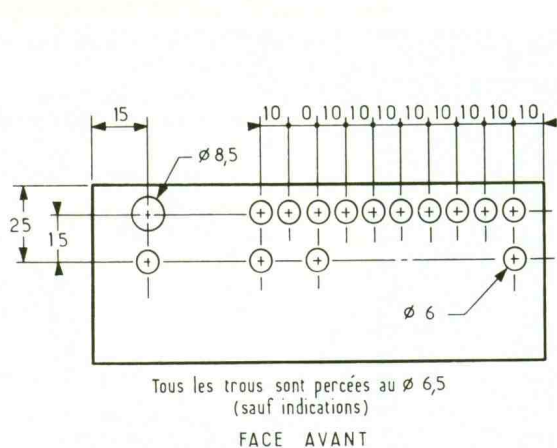 15
10 0 10 10 10 10 10 10 10 10
Ø 8,5
25
15
Ø 6
Tous les trous sont percées au Ø 6,5
(sauf indications)
FACE AVANT